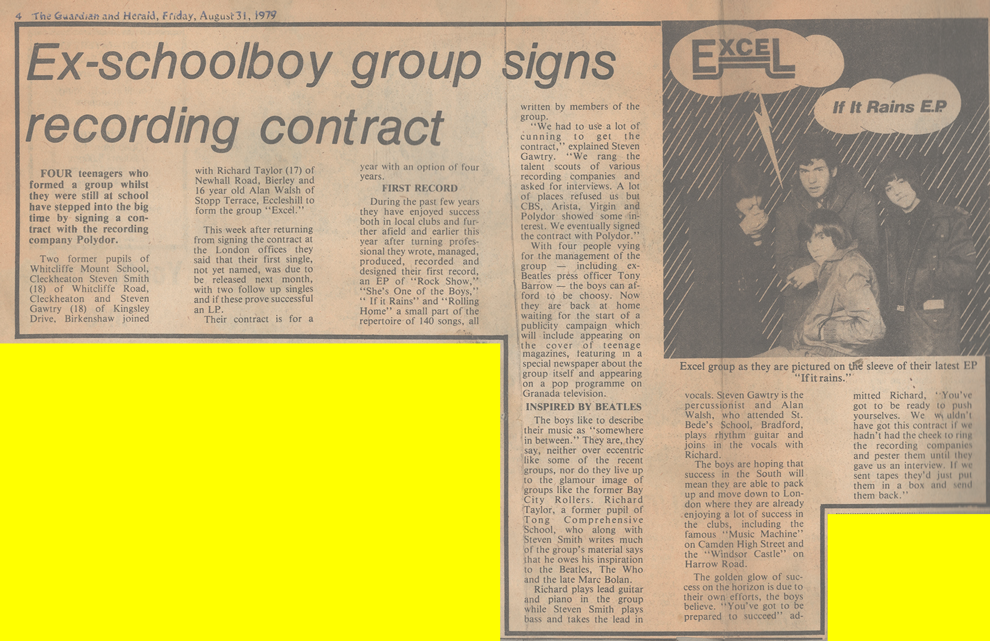 4 The Guardian and Herald, Friday, August 31, 1979
Ex-schoolboy group signs
recording contract
FOUR teenagers who
formed a group whilst
they were still at school
have stepped into the big
time by signing a con-
tract with the recording
company Polydor.
Two former pupils of
Whitcliffe Mount School,
Cleckheaton Steven Smith
(18) of Whitcliffe Road,
Cleckheaton and Steven
Gawtry (18) of Kingsley
Drive, Birkenshaw joined
with Richard Taylor (17) of
Newhall Road, Bierley and
16 year old Alan Walsh of
Stopp Terrace, Eccleshill to
form the group "Excel."
This week after returning
from signing the contract at
the London offices they
said that their first single,
not yet named, was due to
be released next month,
with two follow up singles
and if these prove successful
an LP.
Their contract is for a
year with an option of four
years.
FIRST RECORD
During the past few years
they have enjoyed success
both in local clubs and fur-
ther afield and earlier this
year after turning profes-
sional they wrote, managed,
produced, recorded and
designed their first record,
an EP of "Rock Show,"
"She's One of the Boys,"
" If it Rains" and "Rolling
Home" a small part of the
repertoire of 140 songs, all
written by members of the
group.
"We had to use a lot of
cunning to get the
contract," explained Steven
Gawtry. "We rang the
talent scouts of various
recording companies and
asked for interviews. A lot
of places refused us but
CBS, Arista, Virgin and
Polydor showed some in-
terest. We eventually signed
the contract with Polydor."
With four people vying
for the management of the
group — including ex-
Beatles press officer Tony
Barrow — the boys can af-
ford to be choosy. Now
they are back at home
waiting for the start of a
publicity campaign which
will include appearing on
the cover of teenage
magazines, featuring in a
special newspaper about the
group itself and appearing
on a pop programme on
Granada television.
INSPIRED BY BEATLES
The boys like to describe
their music as "somewhere
in between." They are, they
say, neither over eccentric
like some of the recent
groups, nor do they live up
to the glamour image of
groups like the former Bay
City Rollers. Richard
Taylor, a former pupil of
Tong Comprehensive
School, who along with
Steven Smith writes much
of the group's material says
that he owes his inspiration
to the Beatles, The Who
and the late Marc Bolan.
Richard plays lead guitar
and piano in the group
while Steven Smith plays
bass and takes the lead in
EXCEL
If It Rains E.P.
Excel group as they are pictured on the sleeve of their latest EP
"If it rains."
vocals. Steven Gawtry is the
percussionist and Alan
Walsh, who attended St.
Bede's School, Bradford,
plays rhythm guitar and
joins in the vocals with
Richard.
The boys are hoping that
success in the South will
mean they are able to pack
up and move down to Lon-
don where they are already
enjoying a lot of success in
the clubs, including the
famous "Music Machine"
on Camden High Street and
the "Windsor Castle" on
Harrow Road.
The golden glow of suc-
cess on the horizon is due to
their own efforts, the boys
believe. "You've got to be
prepared to succeed" ad-
mitted Richard, "You've
got to be ready to push
yourselves. We wouldn't
have got this contract if we
hadn't had the cheek to ring
the recording companies
and pester them until they
gave us an interview. If we
sent tapes they'd just put
them in a box and send
them back."